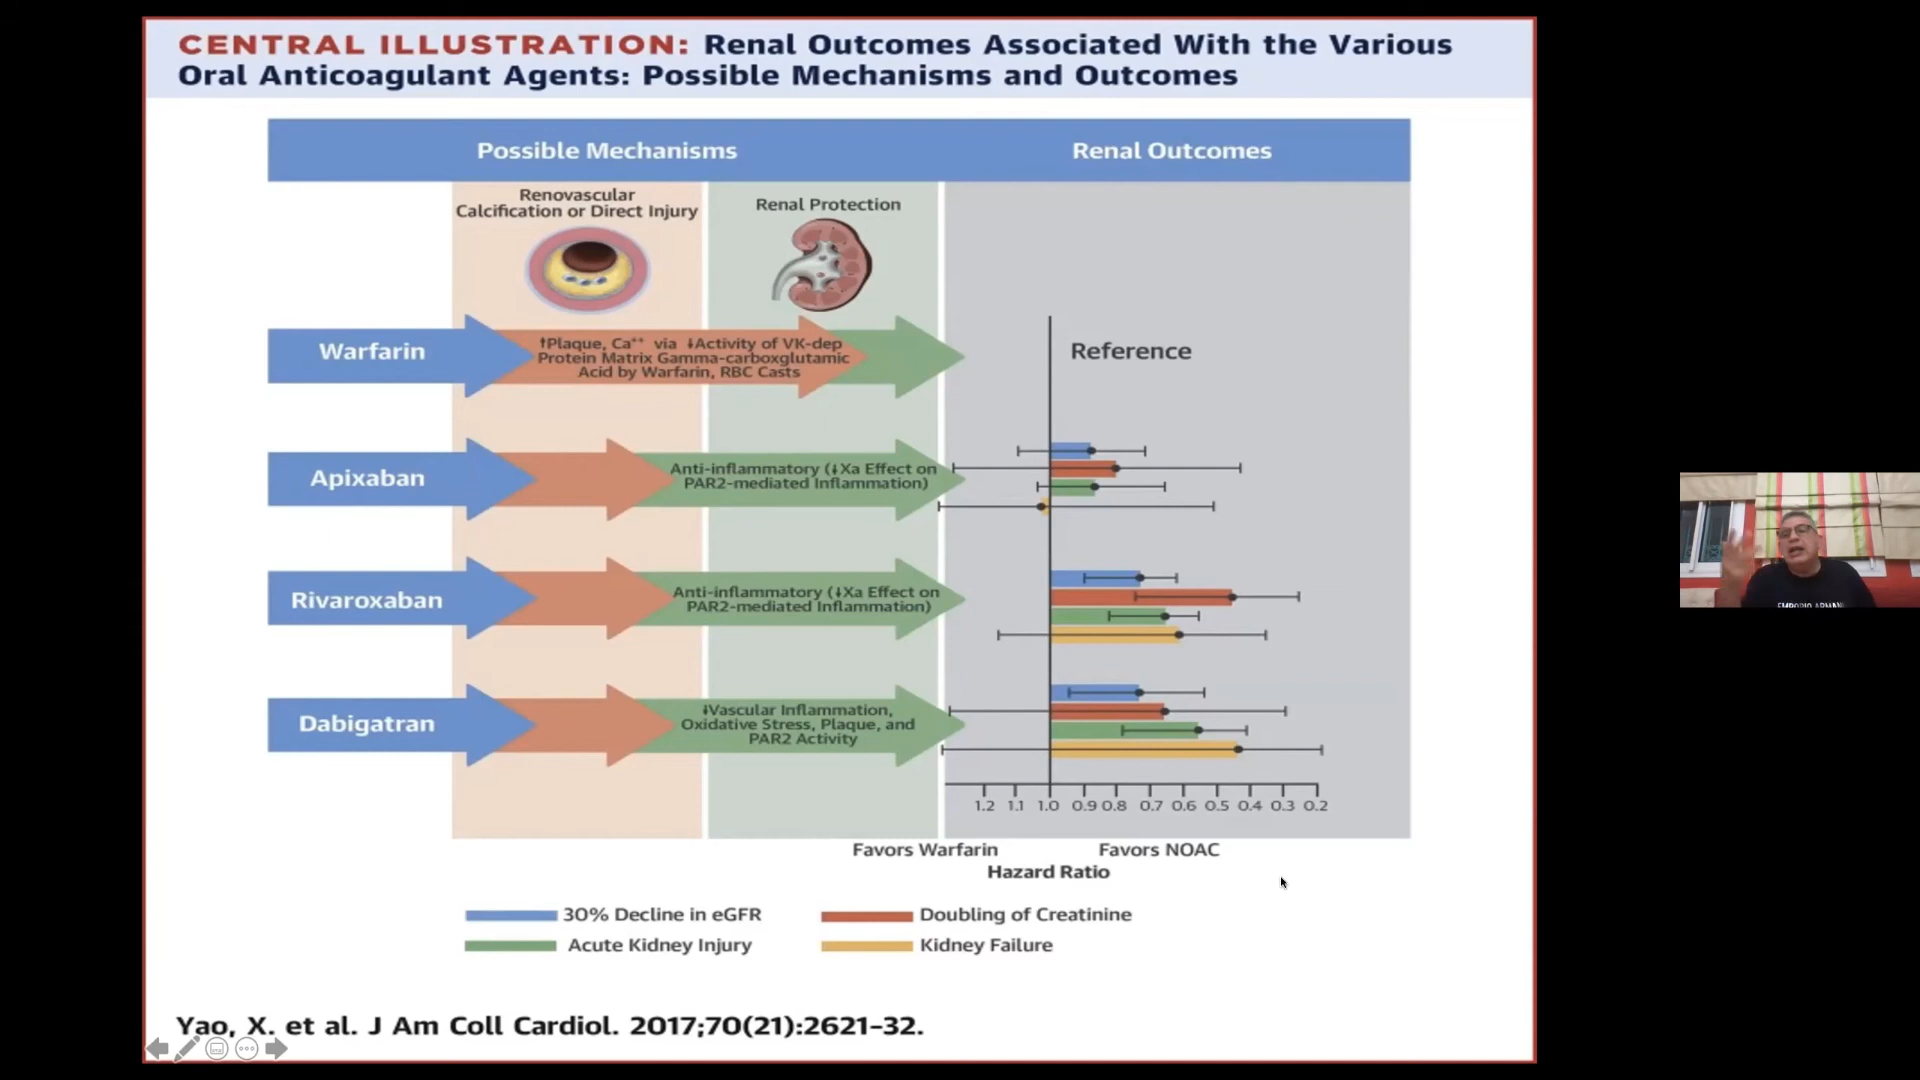 CENTRAL ILLUSTRATION: Renal Outcomes Associated With the Various
Oral Anticoagulant Agents: Possible Mechanisms and Outcomes
Possible Mechanisms
Renal Outcomes
Renovascular
Calcification or Direct Injury
Renal Protection
Warfarin
↑Plaque, Ca⁺⁺ via ↓Activity of VK-dep
Protein Matrix Gamma-carboxglutamic
Acid by Warfarin, RBC Casts
Reference
Apixaban
Anti-inflammatory (↓Xa Effect on
PAR2-mediated Inflammation)
Rivaroxaban
Anti-inflammatory (↓Xa Effect on
PAR2-mediated Inflammation)
Dabigatran
↓Vascular Inflammation,
Oxidative Stress, Plaque, and
PAR2 Activity
1.2 1.1 1.0 0.9 0.8 0.7 0.6 0.5 0.4 0.3 0.2
Favors Warfarin Favors NOAC
Hazard Ratio
30% Decline in eGFR
Doubling of Creatinine
Acute Kidney Injury
Kidney Failure
Yao, X. et al. J Am Coll Cardiol. 2017;70(21):2621–32.
EMPORIO ARMANI